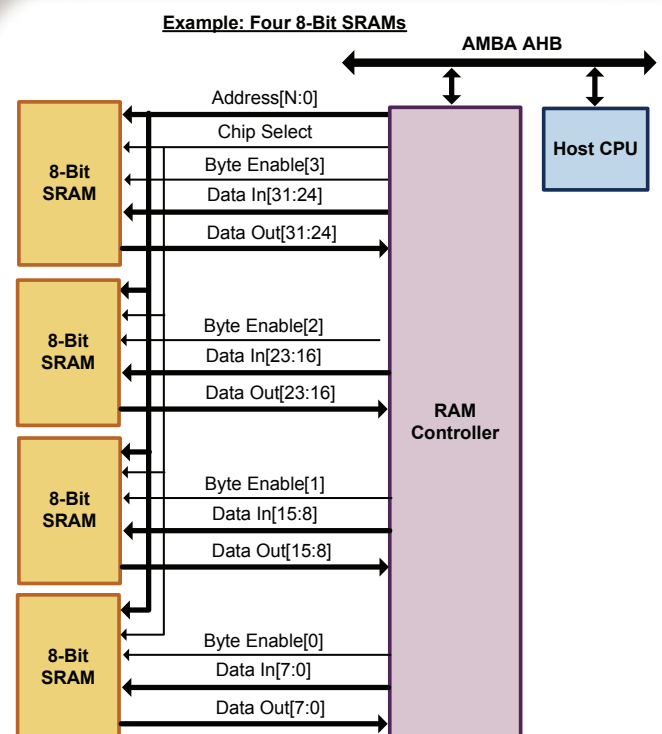 Example: Four 8-Bit SRAMs
AMBA AHB
Address[N:0]
Chip Select
Byte Enable[3]
Data In[31:24]
Data Out[31:24]
8-Bit
SRAM
Host CPU
Byte Enable[2]
Data In[23:16]
Data Out[23:16]
8-Bit
SRAM
RAM
Controller
Byte Enable[1]
Data In[15:8]
Data Out[15:8]
8-Bit
SRAM
Byte Enable[0]
Data In[7:0]
Data Out[7:0]
8-Bit
SRAM